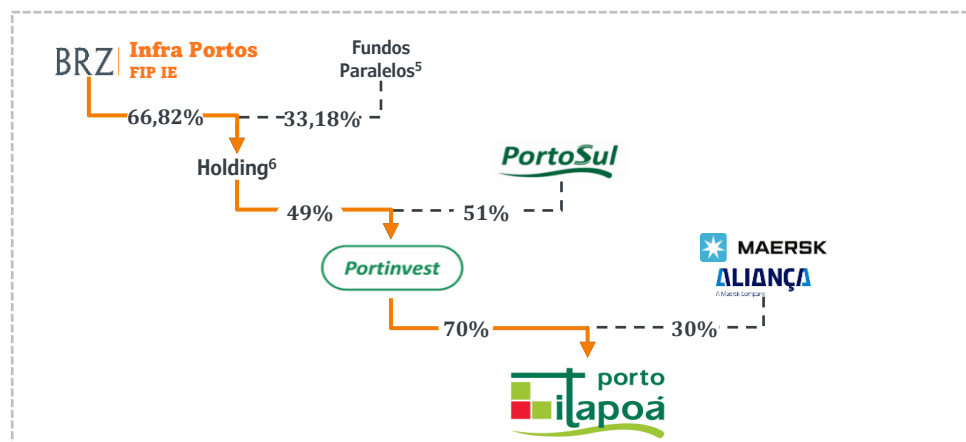 BRZ
Infra Portos
FIP IE
Fundos
Paralelos⁵
66,82%
33,18%
Holding⁶
PortoSul
49%
51%
Portinvest
MAERSK
ALIANÇA
A Maersk Company
70%
30%
porto
itapoá